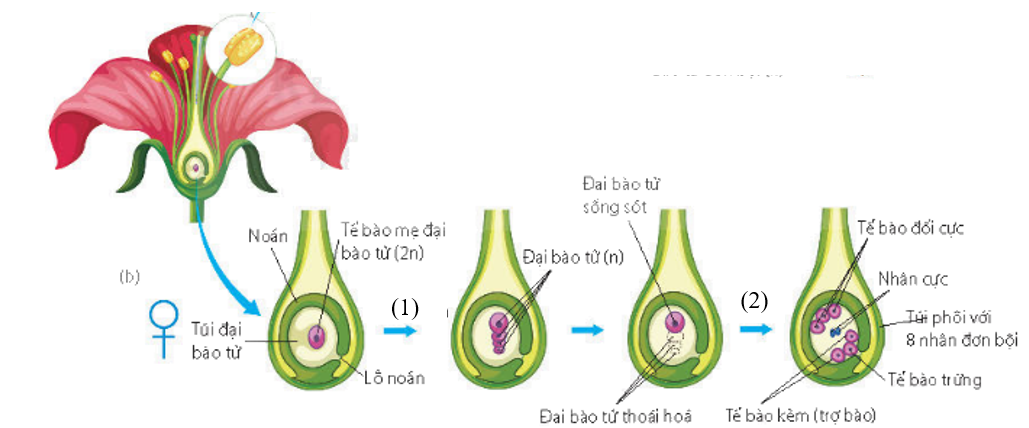 Đại bào tử
sống sót
Noãn
Tế bào mẹ đại
bào tử (2n)
Tế bào đối cực
Đại bào tử (n)
Nhân cực
(b)
(1)
(2)
♀
Túi đại
bào tử
Túi phôi với
8 nhân đơn bội
Lỗ noãn
Tế bào trứng
Đại bào tử thoái hoá
Tế bào kèm (trợ bào)